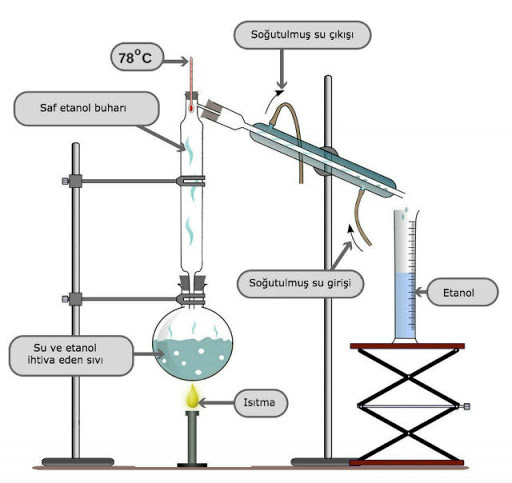 Soğutulmuş su çıkışı
78°C
Saf etanol buharı
Soğutulmuş su girişi
Etanol
Su ve etanol
ihtiva eden sıvı
Isıtma